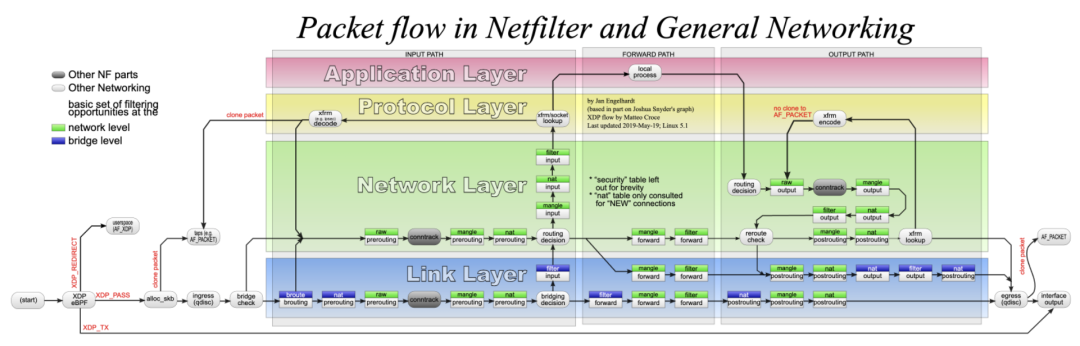 Packet flow in Netfilter and General Networking
INPUT PATH
FORWARD PATH
OUTPUT PATH
Other NF parts
Other Networking
basic set of filtering
opportunities at the
network level
bridge level
Application Layer
local
process
Protocol Layer
by Jan Engelhardt
(based in part on Joshua Snyder's graph)
XDP flow by Matteo Croce
Last updated 2019-May-19; Linux 5.1
clone packet
xfrm
(e.g. ipsec)
decode
xfrm/socket
lookup
no clone to
AF_PACKET
xfrm
encode
Network Layer
filter
input
nat
input
mangle
input
* "security" table left
out for brevity
* "nat" table only consulted
for "NEW" connections
routing
decision
raw
output
conntrack
mangle
output
filter
output
nat
output
userspace
(AF_XDP)
taps (e.g.
AF_PACKET)
raw
prerouting
conntrack
mangle
prerouting
nat
prerouting
routing
decision
mangle
forward
filter
forward
reroute
check
mangle
postrouting
nat
postrouting
xfrm
lookup
AF_PACKET
XDP_REDIRECT
clone packet
clone packet
Link Layer
filter
input
mangle
forward
filter
forward
mangle
postrouting
nat
postrouting
nat
output
filter
output
nat
postrouting
(start)
XDP
eBPF
XDP_PASS
alloc_skb
ingress
(qdisc)
bridge
check
broute
brouting
nat
prerouting
raw
prerouting
conntrack
mangle
prerouting
nat
prerouting
bridging
decision
filter
forward
mangle
forward
filter
forward
nat
postrouting
mangle
postrouting
nat
postrouting
egress
(qdisc)
interface
output
XDP_TX